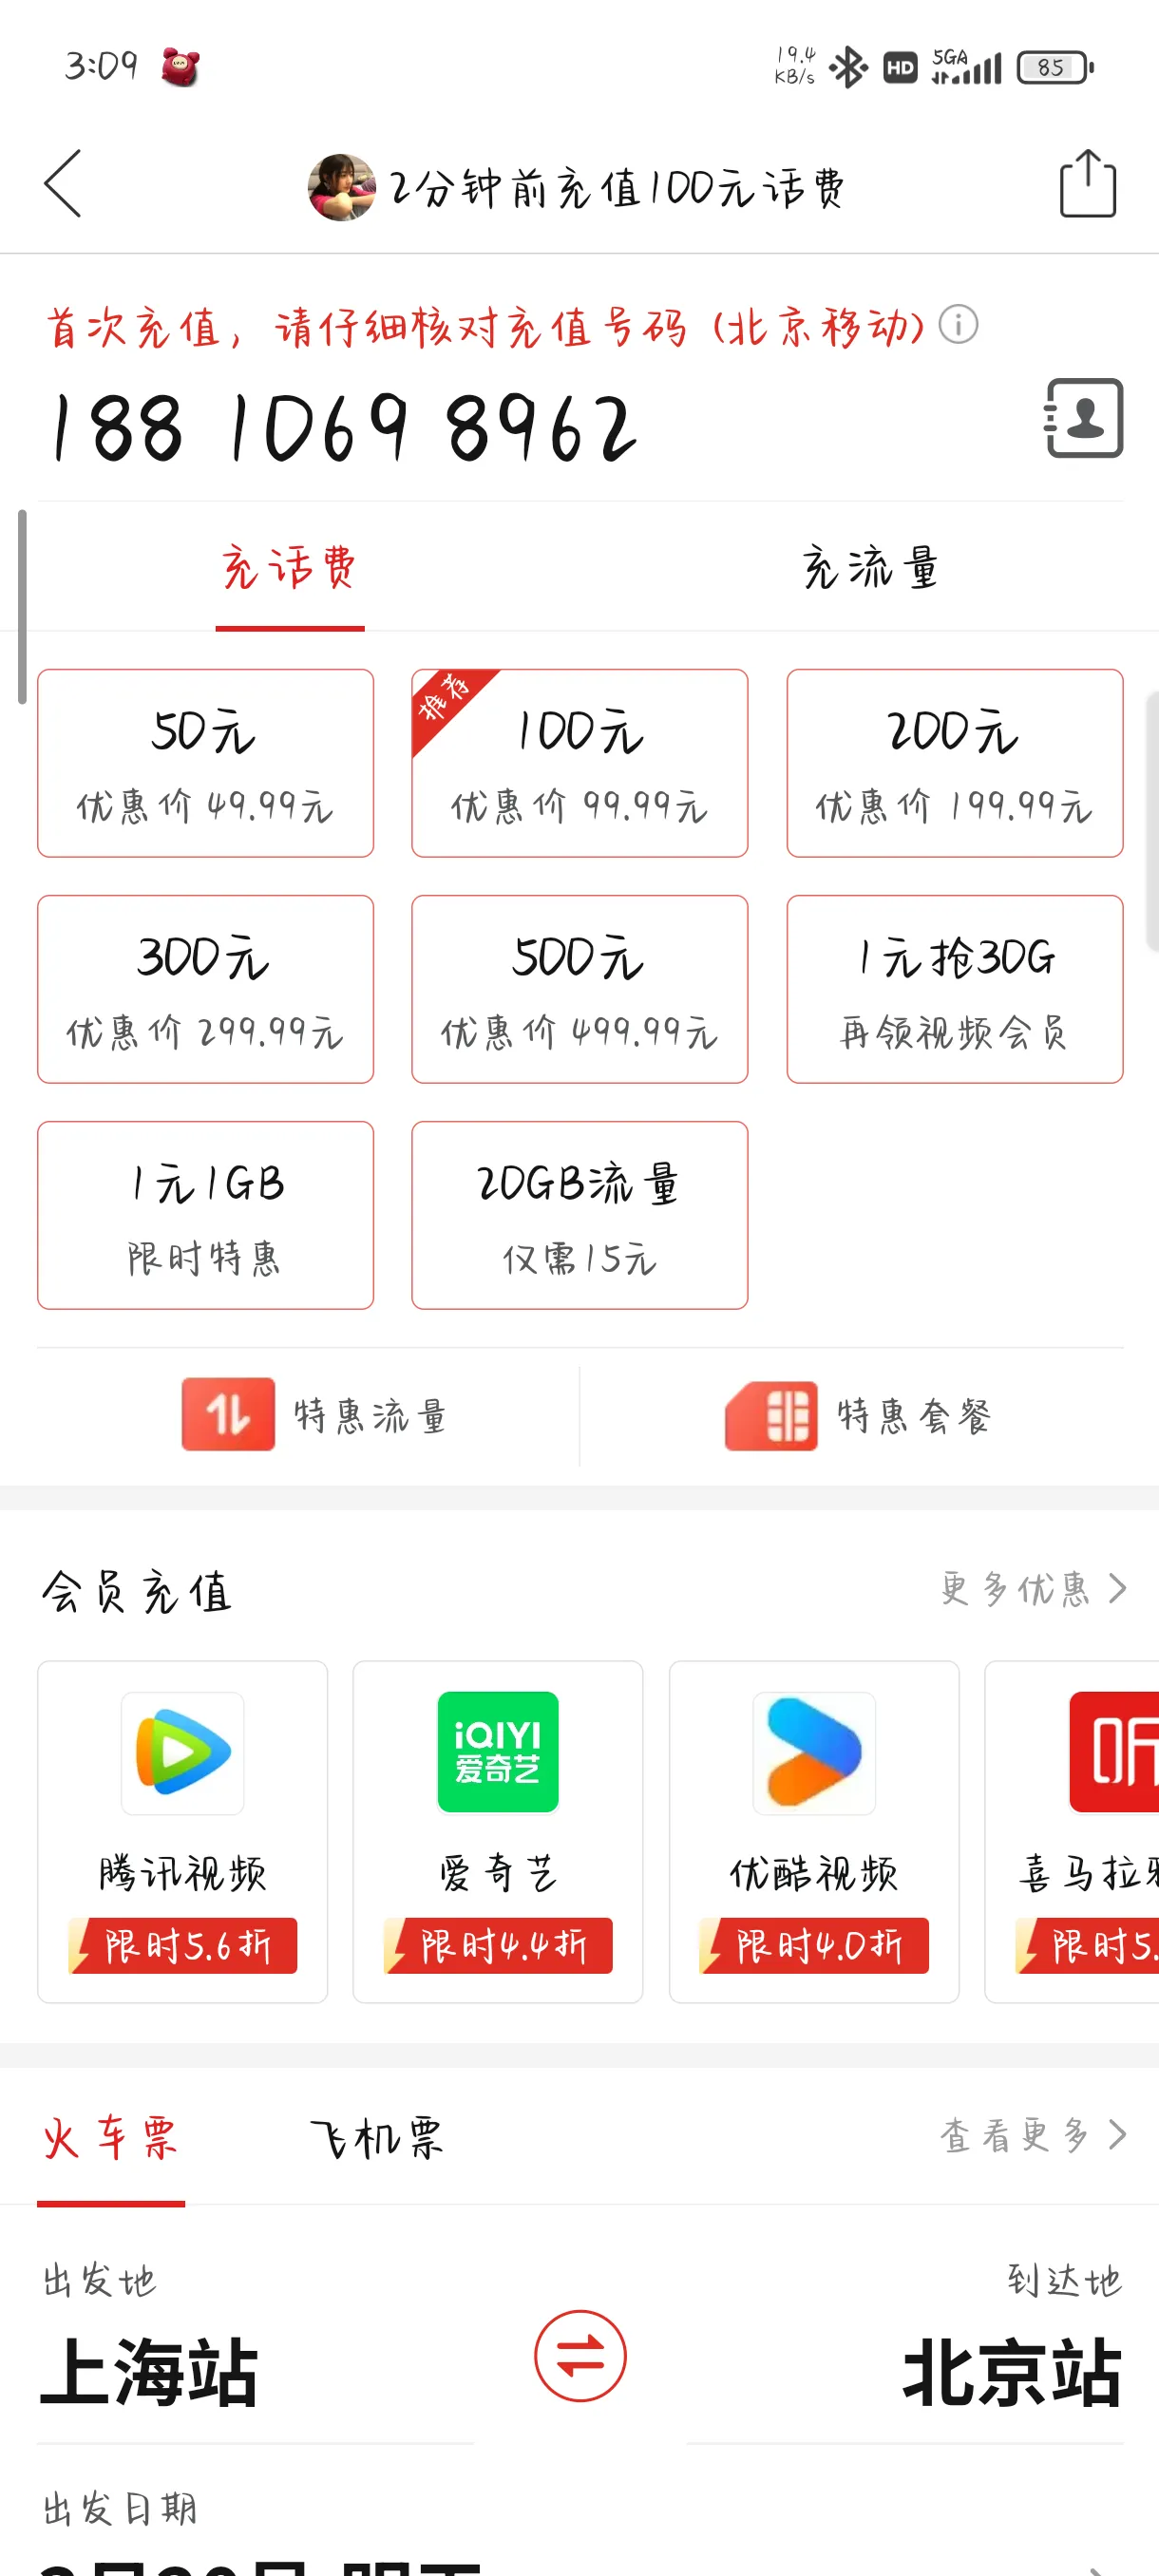 3:09
19.4 KB/s HD 5GA 85
2分钟前充值100元话费
首次充值，请仔细核对充值号码 (北京移动)
188 1069 8962
充话费 充流量
推荐
50元 100元 200元
优惠价 49.99元 优惠价 99.99元 优惠价 199.99元
300元 500元 1元抢30G
优惠价 299.99元 优惠价 499.99元 再领视频会员
1元1GB 20GB流量
限时特惠 仅需15元
特惠流量 特惠套餐
会员充值 更多优惠
iQIYI
爱奇艺
听
腾讯视频 爱奇艺 优酷视频 喜马拉
限时5.6折 限时4.4折 限时4.0折 限时5.
火车票 飞机票 查看更多
出发地 到达地
上海站 北京站
出发日期